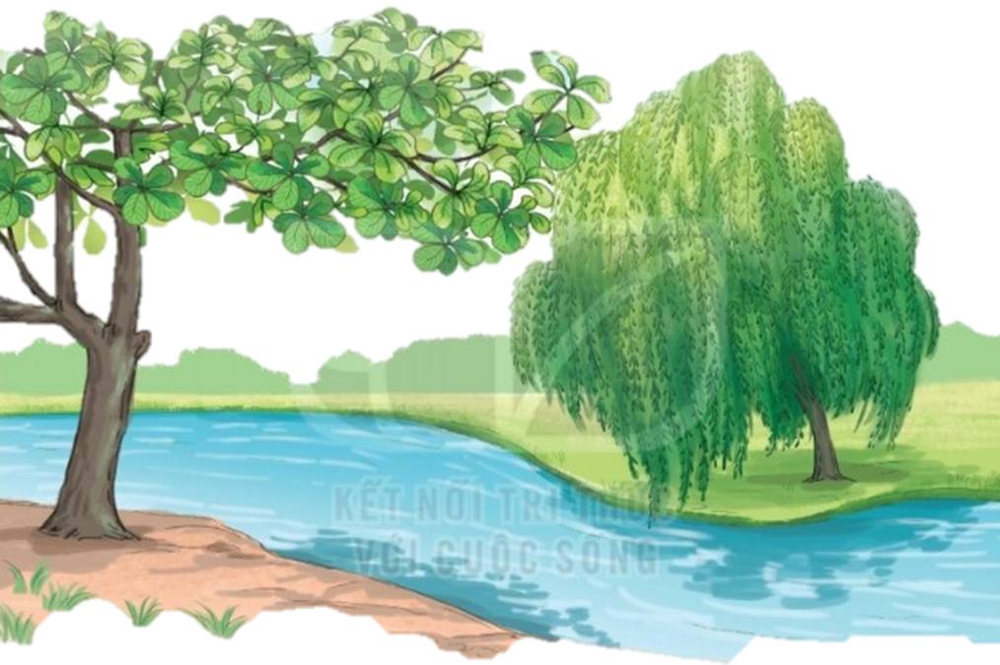 KẾT NỐI TRI THỨC
VỚI CUỘC SỐNG